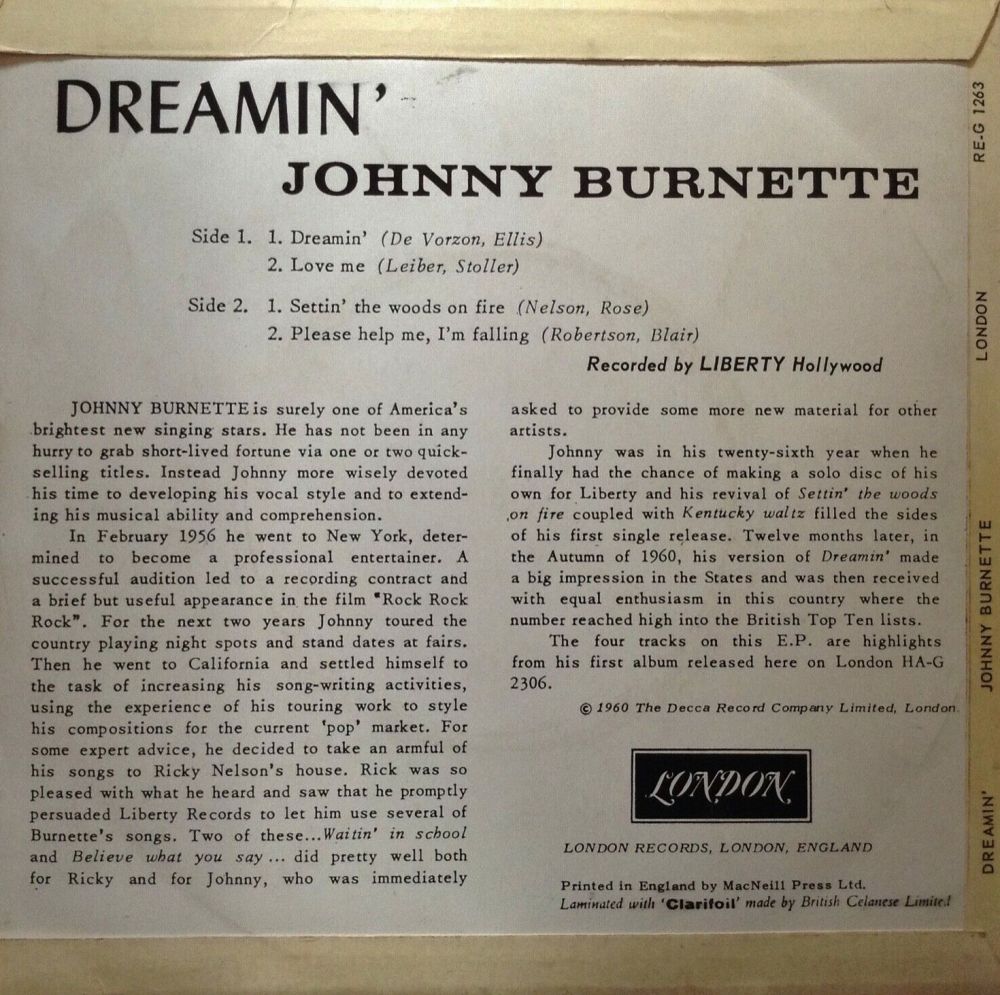 DREAMIN'
JOHNNY BURNETTE
Side 1. 1. Dreamin' (De Vorzon, Ellis)
2. Love me (Leiber, Stoller)
Side 2. 1. Settin' the woods on fire (Nelson, Rose)
2. Please help me, I'm falling (Robertson, Blair)
Recorded by LIBERTY Hollywood
JOHNNY BURNETTE is surely one of America's
brightest new singing stars. He has not been in any
hurry to grab short-lived fortune via one or two quick-
selling titles. Instead Johnny more wisely devoted
his time to developing his vocal style and to extend-
ing his musical ability and comprehension.
In February 1956 he went to New York, deter-
mined to become a professional entertainer. A
successful audition led to a recording contract and
a brief but useful appearance in the film "Rock Rock
Rock". For the next two years Johnny toured the
country playing night spots and stand dates at fairs.
Then he went to California and settled himself to
the task of increasing his song-writing activities,
using the experience of his touring work to style
his compositions for the current 'pop' market. For
some expert advice, he decided to take an armful of
his songs to Ricky Nelson's house. Rick was so
pleased with what he heard and saw that he promptly
persuaded Liberty Records to let him use several of
Burnette's songs. Two of these...Waitin' in school
and Believe what you say... did pretty well both
for Ricky and for Johnny, who was immediately
asked to provide some more new material for other
artists.
Johnny was in his twenty-sixth year when he
finally had the chance of making a solo disc of his
own for Liberty and his revival of Settin' the woods
on fire coupled with Kentucky waltz filled the sides
of his first single release. Twelve months later, in
the Autumn of 1960, his version of Dreamin' made
a big impression in the States and was then received
with equal enthusiasm in this country where the
number reached high into the British Top Ten lists.
The four tracks on this E.P. are highlights
from his first album released here on London HA-G
2306.
© 1960 The Decca Record Company Limited, London.
LONDON
LONDON RECORDS, LONDON, ENGLAND
Printed in England by MacNeill Press Ltd.
Laminated with 'Clarifoil' made by British Celanese Limited
RE-G 1263
LONDON
JOHNNY BURNETTE
DREAMIN'